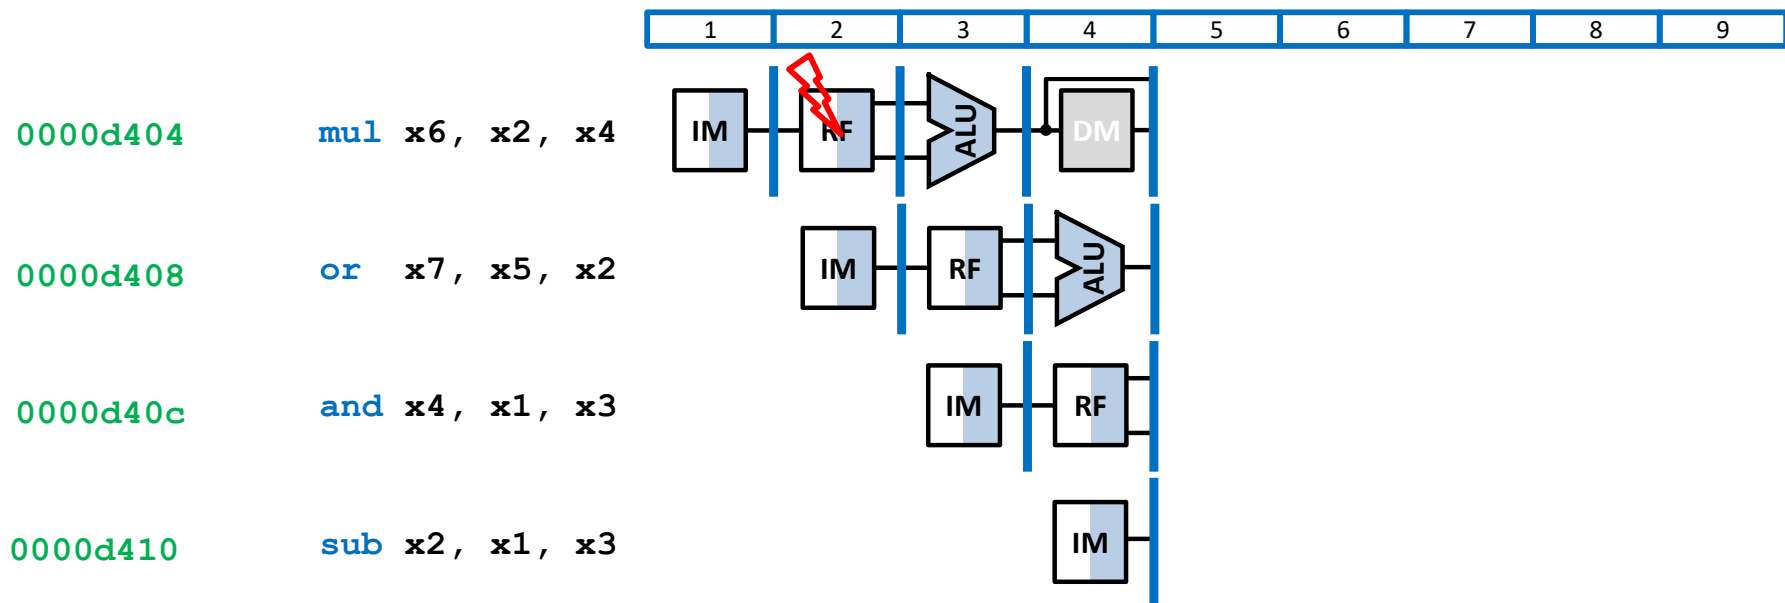 1 2 3 4 5 6 7 8 9
0000d404 mul x6, x2, x4 IM RF ALU DM
0000d408 or x7, x5, x2 IM RF ALU
0000d40c and x4, x1, x3 IM RF
0000d410 sub x2, x1, x3 IM